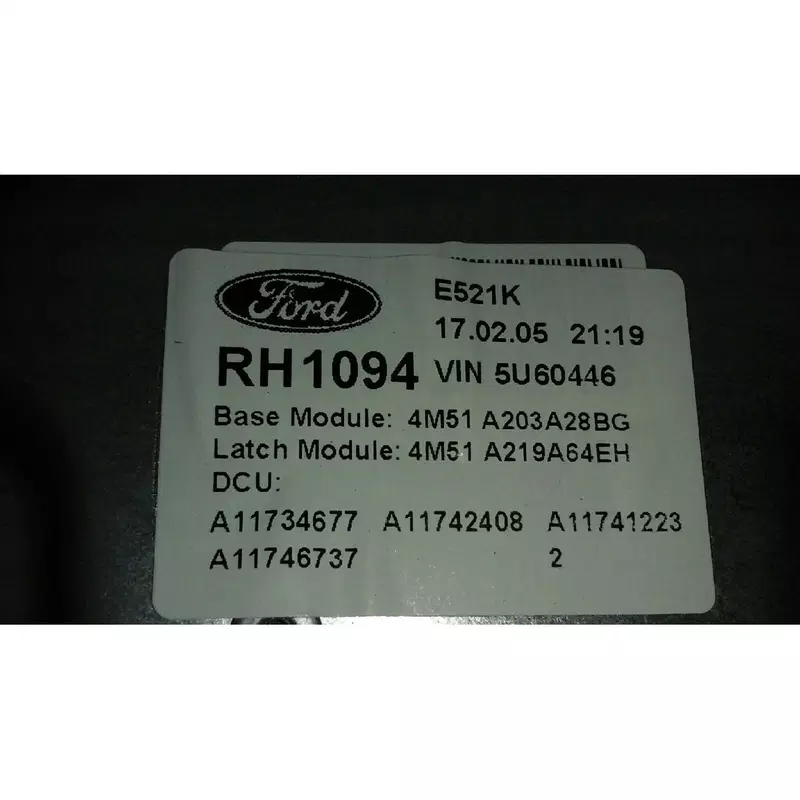 Ford
E521K
17.02.05 21:19
RH1094 VIN 5U60446
Base Module: 4M51 A203A28BG
Latch Module: 4M51 A219A64EH
DCU:
A11734677 A11742408 A11741223
A11746737 2